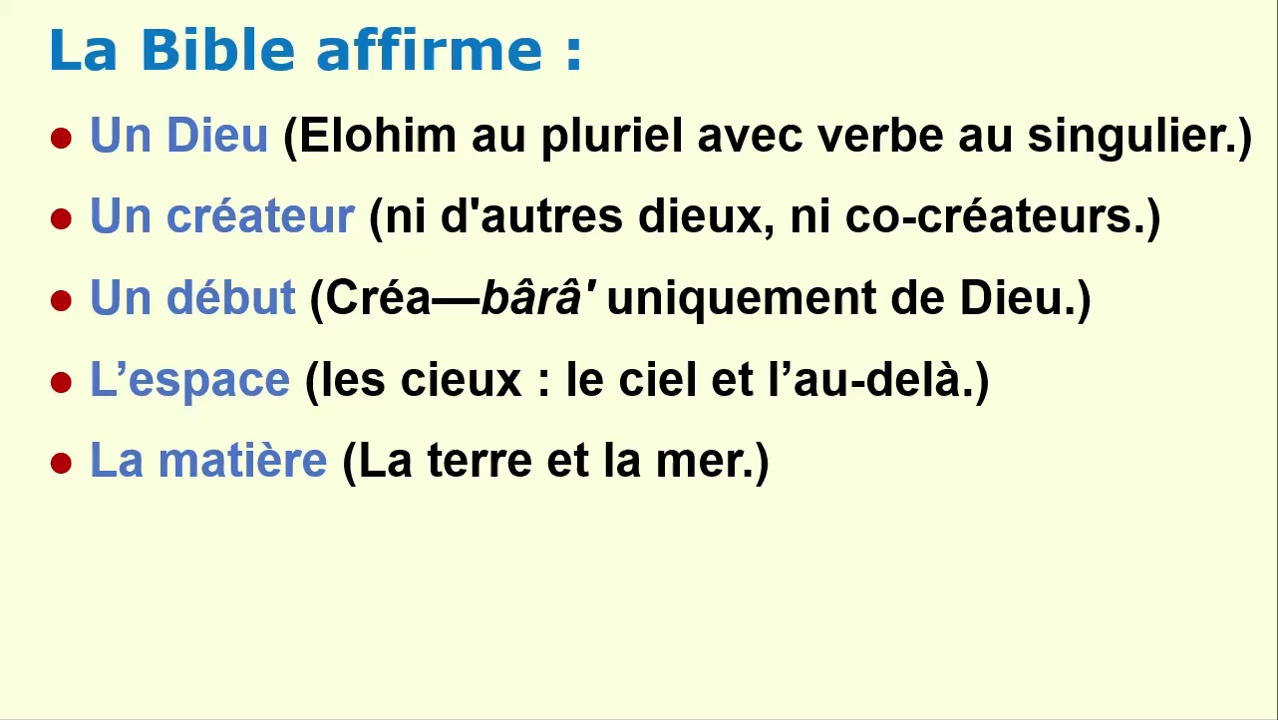 La Bible affirme :
● Un Dieu (Elohim au pluriel avec verbe au singulier.)
● Un créateur (ni d'autres dieux, ni co-créateurs.)
● Un début (Créa—bârâ' uniquement de Dieu.)
● L’espace (les cieux : le ciel et l’au-delà.)
● La matière (La terre et la mer.)